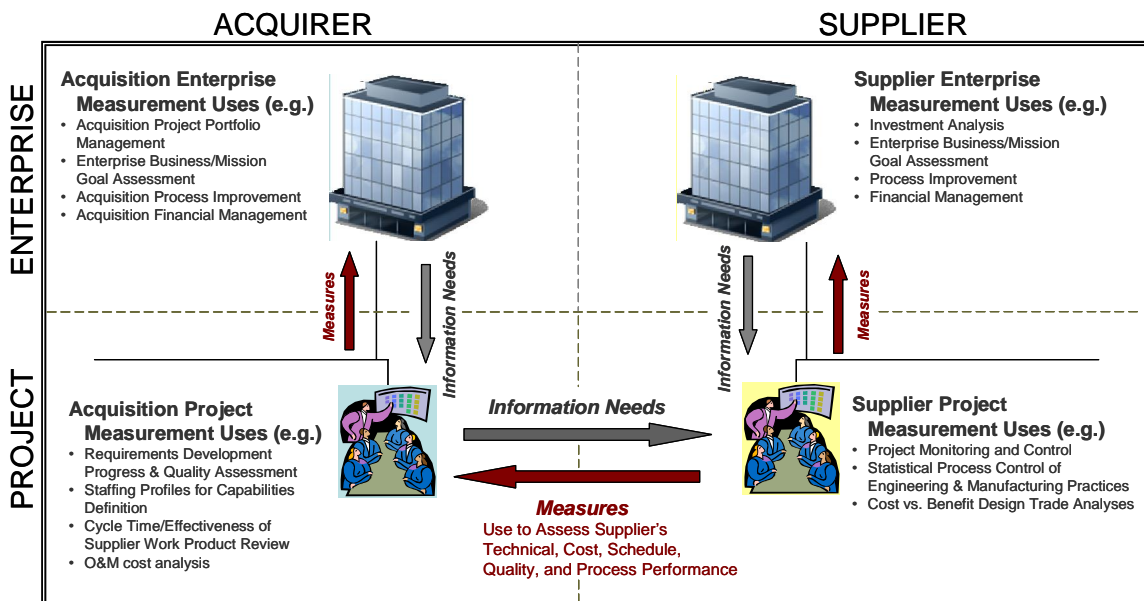 ACQUIRER
SUPPLIER
ENTERPRISE
Acquisition Enterprise
Measurement Uses (e.g.)
• Acquisition Project Portfolio
Management
• Enterprise Business/Mission
Goal Assessment
• Acquisition Process Improvement
• Acquisition Financial Management
Supplier Enterprise
Measurement Uses (e.g.)
• Investment Analysis
• Enterprise Business/Mission
Goal Assessment
• Process Improvement
• Financial Management
Measures
Information Needs
Information Needs
Measures
PROJECT
Acquisition Project
Measurement Uses (e.g.)
• Requirements Development
Progress & Quality Assessment
• Staffing Profiles for Capabilities
Definition
• Cycle Time/Effectiveness of
Supplier Work Product Review
• O&M cost analysis
Information Needs
Measures
Use to Assess Supplier's
Technical, Cost, Schedule,
Quality, and Process Performance
Supplier Project
Measurement Uses (e.g.)
• Project Monitoring and Control
• Statistical Process Control of
Engineering & Manufacturing Practices
• Cost vs. Benefit Design Trade Analyses